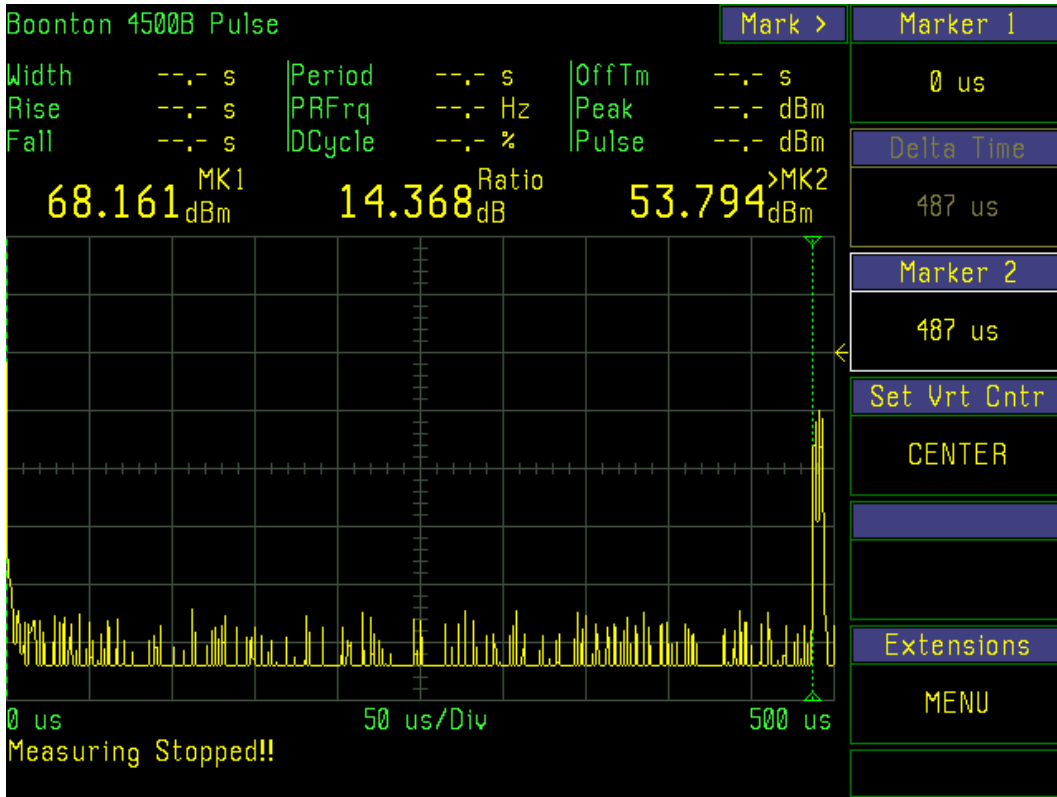 Boonton 4500B Pulse
Mark >
Width --.- s Period --.- s OffTm --.- s
Rise --.- s PRFrq --.- Hz Peak --.- dBm
Fall --.- s DCycle --.- % Pulse --.- dBm
MK1 Ratio >MK2
68.161 dBm 14.368 dB 53.794 dBm
0 us 50 us/Div 500 us
Measuring Stopped!!
Marker 1
0 us
Delta Time
487 us
Marker 2
487 us
Set Vrt Cntr
CENTER
Extensions
MENU